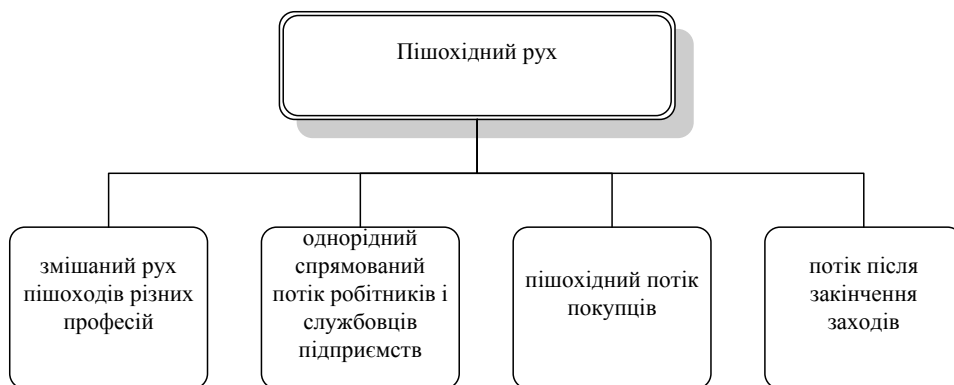 Пішохідний рух
змішаний рух
пішоходів різних
професій
однорідний
спрямований
потік робітників і
службовців
підприємств
пішохідний потік
покупців
потік після
закінчення
заходів